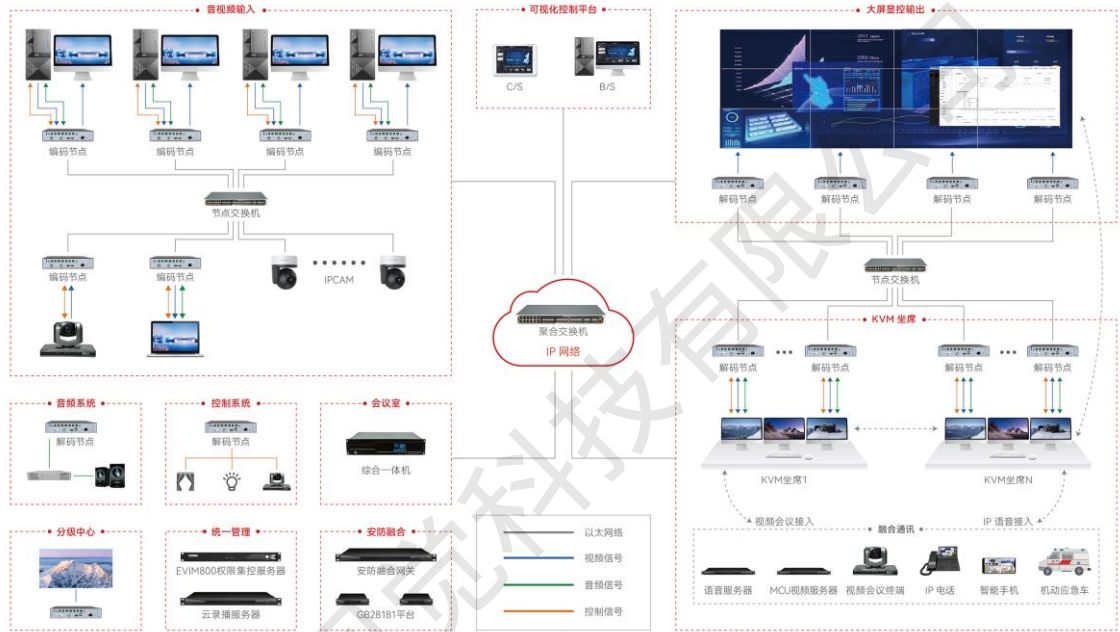 音视频输入
编码节点
编码节点
编码节点
编码节点
节点交换机
编码节点
编码节点
IPCAM
可视化控制平台
C/S
B/S
大屏显控输出
解码节点
解码节点
解码节点
解码节点
节点交换机
聚合交换机
IP 网络
KVM 坐席
解码节点
解码节点
解码节点
解码节点
KVM坐席1
KVM坐席N
视频会议接入
IP 语音接入
融合通讯
语音服务器
MCU视频服务器
视频会议终端
IP 电话
智能手机
机动应急车
音频系统
解码节点
控制系统
解码节点
会议室
综合一体机
分级中心
统一管理
EVIM800权限集控服务器
云录播服务器
安防融合
安防融合网关
GB28181平台
以太网络
视频信号
音频信号
控制信号
觉科技有限公司